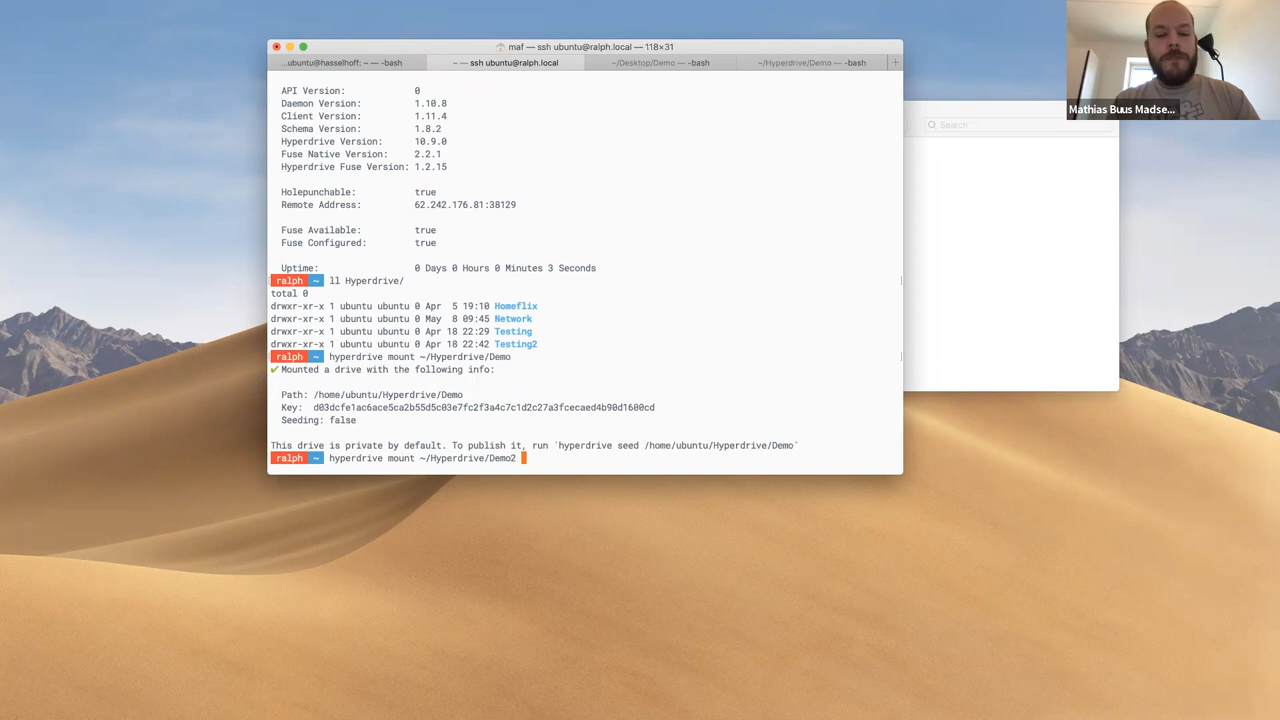 maf — ssh ubuntu@ralph.local — 118×31
...ubuntu@hasselhoff: ~ — -bash
~ — ssh ubuntu@ralph.local
~/Desktop/Demo — -bash
~/Hyperdrive/Demo — -bash
+
API Version: 0
Daemon Version: 1.10.8
Client Version: 1.11.4
Schema Version: 1.8.2
Hyperdrive Version: 10.9.0
Fuse Native Version: 2.2.1
Hyperdrive Fuse Version: 1.2.15
Holepunchable: true
Remote Address: 62.242.176.81:38129
Fuse Available: true
Fuse Configured: true
Uptime: 0 Days 0 Hours 0 Minutes 3 Seconds
ralph ~ ll Hyperdrive/
total 0
drwxr-xr-x 1 ubuntu ubuntu 0 Apr  5 19:10 Homeflix
drwxr-xr-x 1 ubuntu ubuntu 0 May  8 09:45 Network
drwxr-xr-x 1 ubuntu ubuntu 0 Apr 18 22:29 Testing
drwxr-xr-x 1 ubuntu ubuntu 0 Apr 18 22:42 Testing2
ralph ~ hyperdrive mount ~/Hyperdrive/Demo
✔ Mounted a drive with the following info:
Path: /home/ubuntu/Hyperdrive/Demo
Key: d03dcfe1ac6ace5ca2b55d5c03e7fc2f3a4c7c1d2c27a3fcecaed4b90d1600cd
Seeding: false
This drive is private by default. To publish it, run `hyperdrive seed /home/ubuntu/Hyperdrive/Demo`
ralph ~ hyperdrive mount ~/Hyperdrive/Demo2
Search
Mathias Buus Madse...